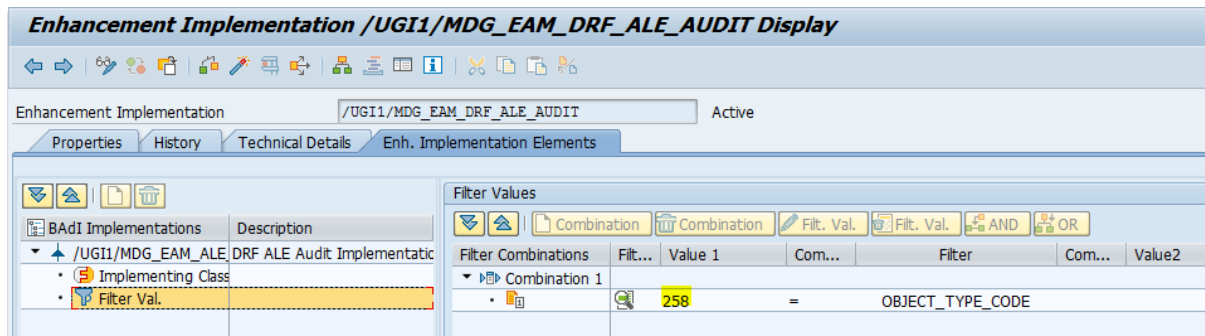 Enhancement Implementation /UGI1/MDG_EAM_DRF_ALE_AUDIT Display
Enhancement Implementation /UGI1/MDG_EAM_DRF_ALE_AUDIT Active
Properties History Technical Details Enh. Implementation Elements
Filter Values
Combination Combination Filt. Val. Filt. Val. AND OR
BAdI Implementations Description
Filter Combinations Filt... Value 1 Com... Filter Com... Value2
/UGI1/MDG_EAM_ALE_ DRF ALE Audit Implementatic
Combination 1
Implementing Class
Filter Val.
1 258 = OBJECT_TYPE_CODE